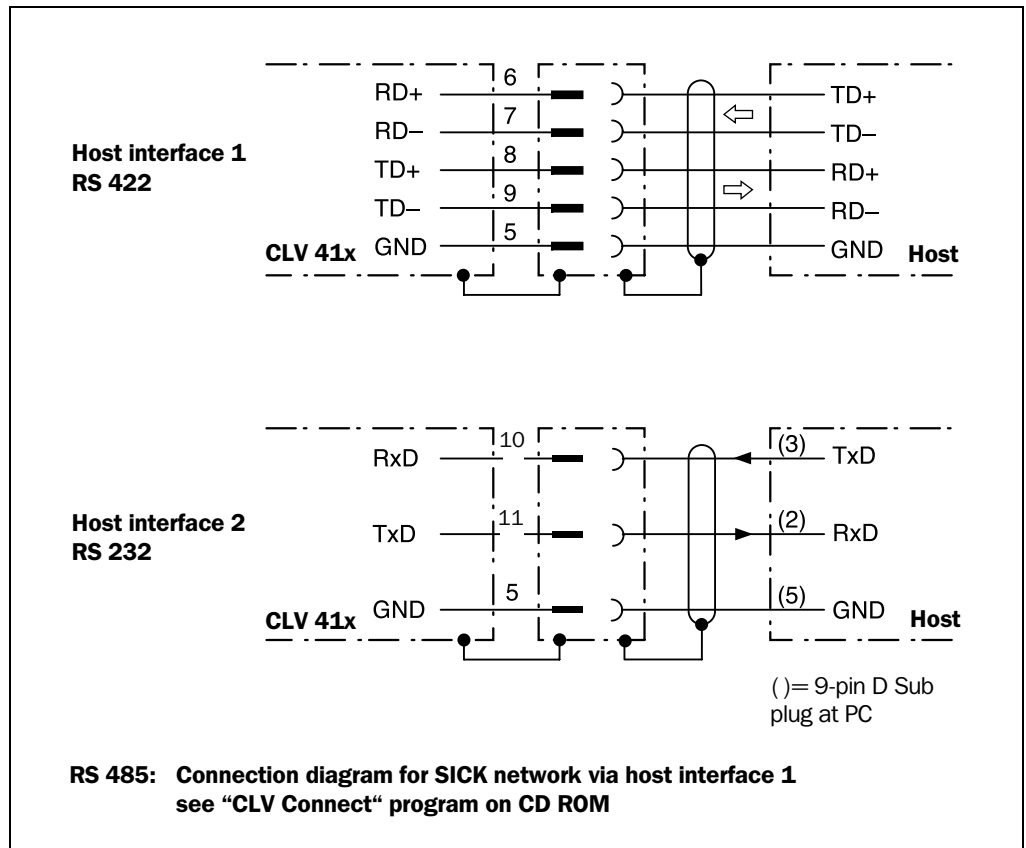 RD+ 6 TD+
RD– 7 TD–
Host interface 1
RS 422
TD+ 8 RD+
TD– 9 RD–
CLV 41x GND 5 GND Host
RxD 10 (3) TxD
Host interface 2
RS 232
TxD 11 (2) RxD
CLV 41x GND 5 (5) GND Host
( )= 9-pin D Sub
plug at PC
RS 485: Connection diagram for SICK network via host interface 1
see “CLV Connect“ program on CD ROM